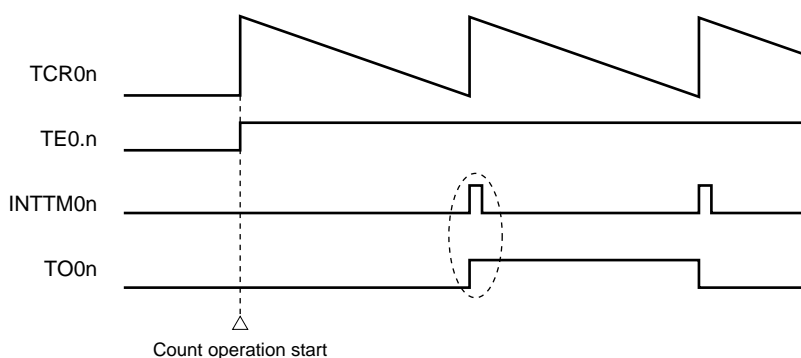 TCR0n
TE0.n
INTTM0n
TO0n
Count operation start